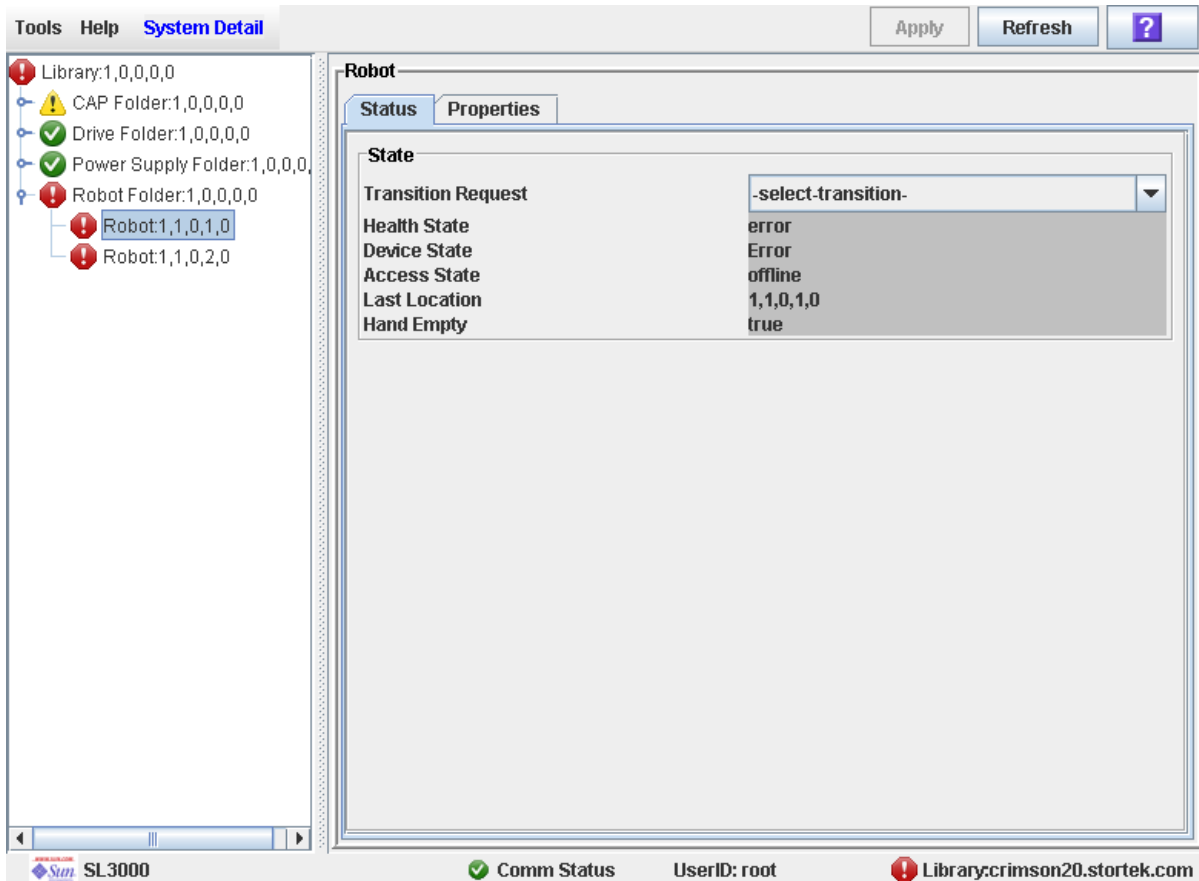 Tools Help System Detail
Apply Refresh ?
Library:1,0,0,0,0
CAP Folder:1,0,0,0,0
Drive Folder:1,0,0,0,0
Power Supply Folder:1,0,0,0,
Robot Folder:1,0,0,0,0
Robot:1,1,0,1,0
Robot:1,1,0,2,0
Robot
Status Properties
State
Transition Request -select-transition-
Health State error
Device State Error
Access State offline
Last Location 1,1,0,1,0
Hand Empty true
Sun SL3000 Comm Status UserID: root Library:crimson20.stortek.com